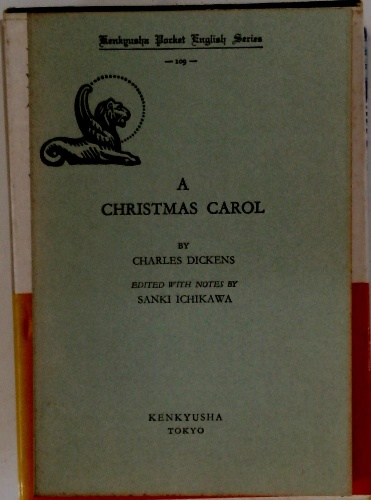 Kenkyusha Pocket English Series
— 109 —
A
CHRISTMAS CAROL
BY
CHARLES DICKENS
EDITED WITH NOTES BY
SANKI ICHIKAWA
KENKYUSHA
TOKYO